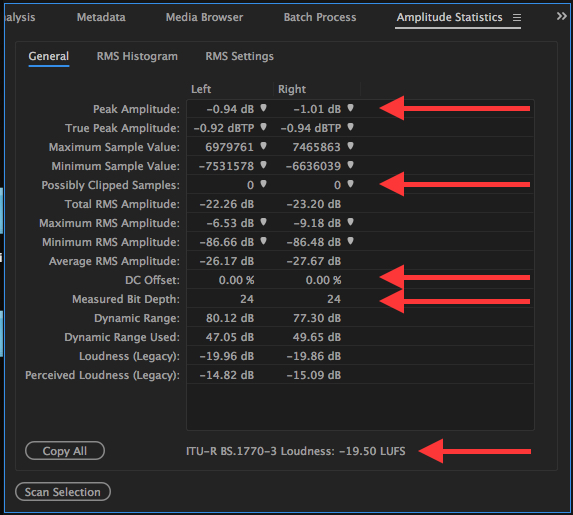 nalysis Metadata Media Browser Batch Process Amplitude Statistics
General RMS Histogram RMS Settings
Left Right
Peak Amplitude: -0.94 dB -1.01 dB
True Peak Amplitude: -0.92 dBTP -0.94 dBTP
Maximum Sample Value: 6979761 7465863
Minimum Sample Value: -7531578 -6636039
Possibly Clipped Samples: 0 0
Total RMS Amplitude: -22.26 dB -23.20 dB
Maximum RMS Amplitude: -6.53 dB -9.18 dB
Minimum RMS Amplitude: -86.66 dB -86.48 dB
Average RMS Amplitude: -26.17 dB -27.67 dB
DC Offset: 0.00 % 0.00 %
Measured Bit Depth: 24 24
Dynamic Range: 80.12 dB 77.30 dB
Dynamic Range Used: 47.05 dB 49.65 dB
Loudness (Legacy): -19.96 dB -19.86 dB
Perceived Loudness (Legacy): -14.82 dB -15.09 dB
Copy All ITU-R BS.1770-3 Loudness: -19.50 LUFS
Scan Selection